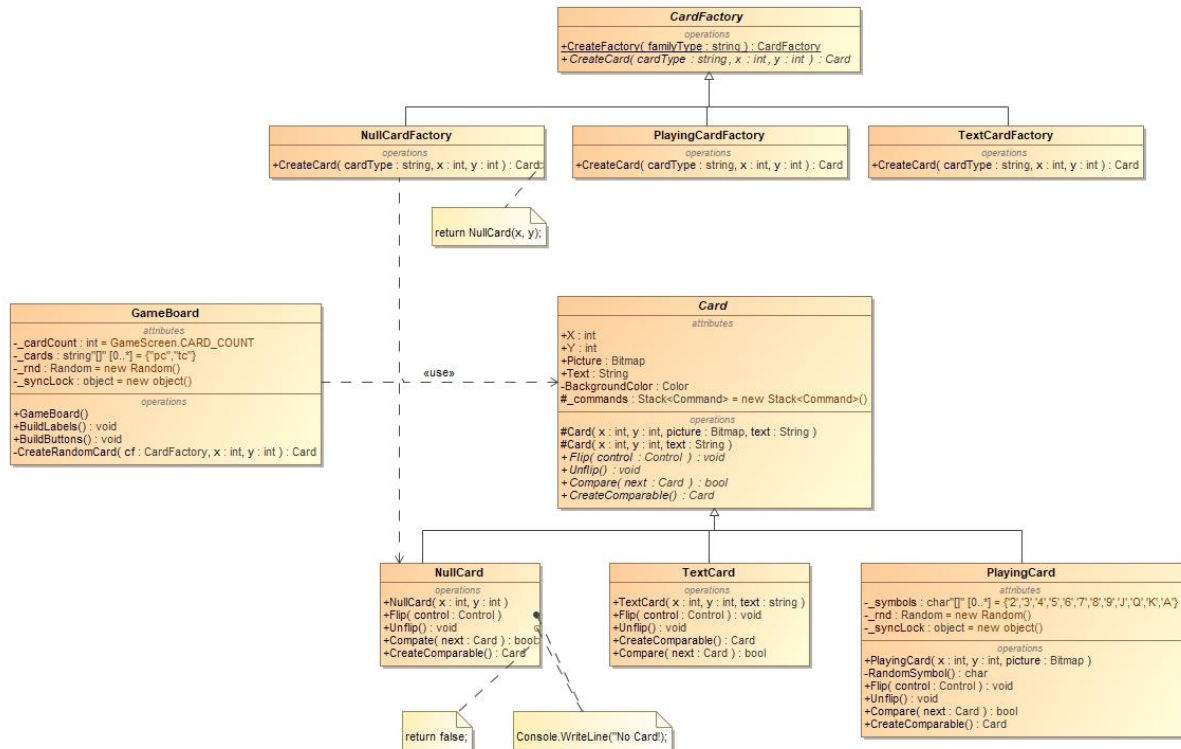 CardFactory
operations
+CreateFactory( familyType : string ) : CardFactory
+CreateCard( cardType : string, x : int, y : int ) : Card
NullCardFactory
operations
+CreateCard( cardType : string, x : int, y : int ) : Card
PlayingCardFactory
operations
+CreateCard( cardType : string, x : int, y : int ) : Card
TextCardFactory
operations
+CreateCard( cardType : string, x : int, y : int ) : Card
return NullCard(x, y);
GameBoard
attributes
-_cardCount : int = GameScreen.CARD_COUNT
-_cards : string"[]" [0..*] = {"pc","tc"}
-_rnd : Random = new Random()
-_syncLock : object = new object()
operations
+GameBoard()
+BuildLabels() : void
+BuildButtons() : void
-CreateRandomCard( cf : CardFactory, x : int, y : int ) : Card
«use»
Card
attributes
+X : int
+Y : int
+Picture : Bitmap
+Text : String
-BackgroundColor : Color
#_commands : Stack<Command> = new Stack<Command>()
operations
#Card( x : int, y : int, picture : Bitmap, text : String )
#Card( x : int, y : int, text : String )
+Flip( control : Control ) : void
+Unflip() : void
+Compare( next : Card ) : bool
+CreateComparable() : Card
NullCard
operations
+NullCard( x : int, y : int )
+Flip( control : Control )
+Unflip() : void
+Compate( next : Card ) : bool
+CreateComparable() : Card
TextCard
operations
+TextCard( x : int, y : int, text : string )
+Flip( control : Control ) : void
+Unflip() : void
+CreateComparable() : Card
+Compare( next : Card ) : bool
PlayingCard
attributes
-_symbols : char"[]" [0..*] = {'2','3','4','5','6','7','8','9','J','Q','K','A'}
-_rnd : Random = new Random()
-_syncLock : object = new object()
operations
+PlayingCard( x : int, y : int, picture : Bitmap )
-RandomSymbol() : char
+Flip( control : Control ) : void
+Unflip() : void
+Compare( next : Card ) : bool
+CreateComparable() : Card
return false;
Console.WriteLine("No Card!);